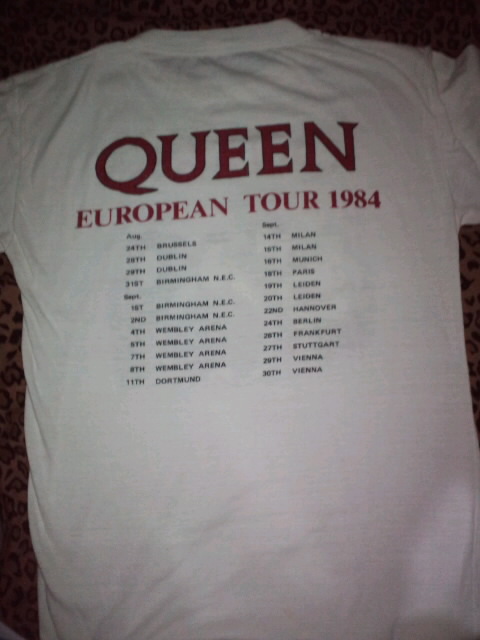 QUEEN
EUROPEAN TOUR 1984
Aug.
24TH BRUSSELS
28TH DUBLIN
29TH DUBLIN
31ST BIRMINGHAM N.E.C.
Sept.
1ST BIRMINGHAM N.E.C.
2ND BIRMINGHAM N.E.C.
4TH WEMBLEY ARENA
5TH WEMBLEY ARENA
7TH WEMBLEY ARENA
8TH WEMBLEY ARENA
11TH DORTMUND
Sept.
14TH MILAN
15TH MILAN
16TH MUNICH
18TH PARIS
19TH LEIDEN
20TH LEIDEN
22ND HANNOVER
24TH BERLIN
26TH FRANKFURT
27TH STUTTGART
29TH VIENNA
30TH VIENNA